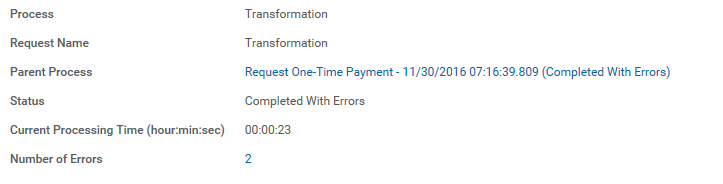 Process Transformation
Request Name Transformation
Parent Process Request One-Time Payment - 11/30/2016 07:16:39.809 (Completed With Errors)
Status Completed With Errors
Current Processing Time (hour:min:sec) 00:00:23
Number of Errors 2